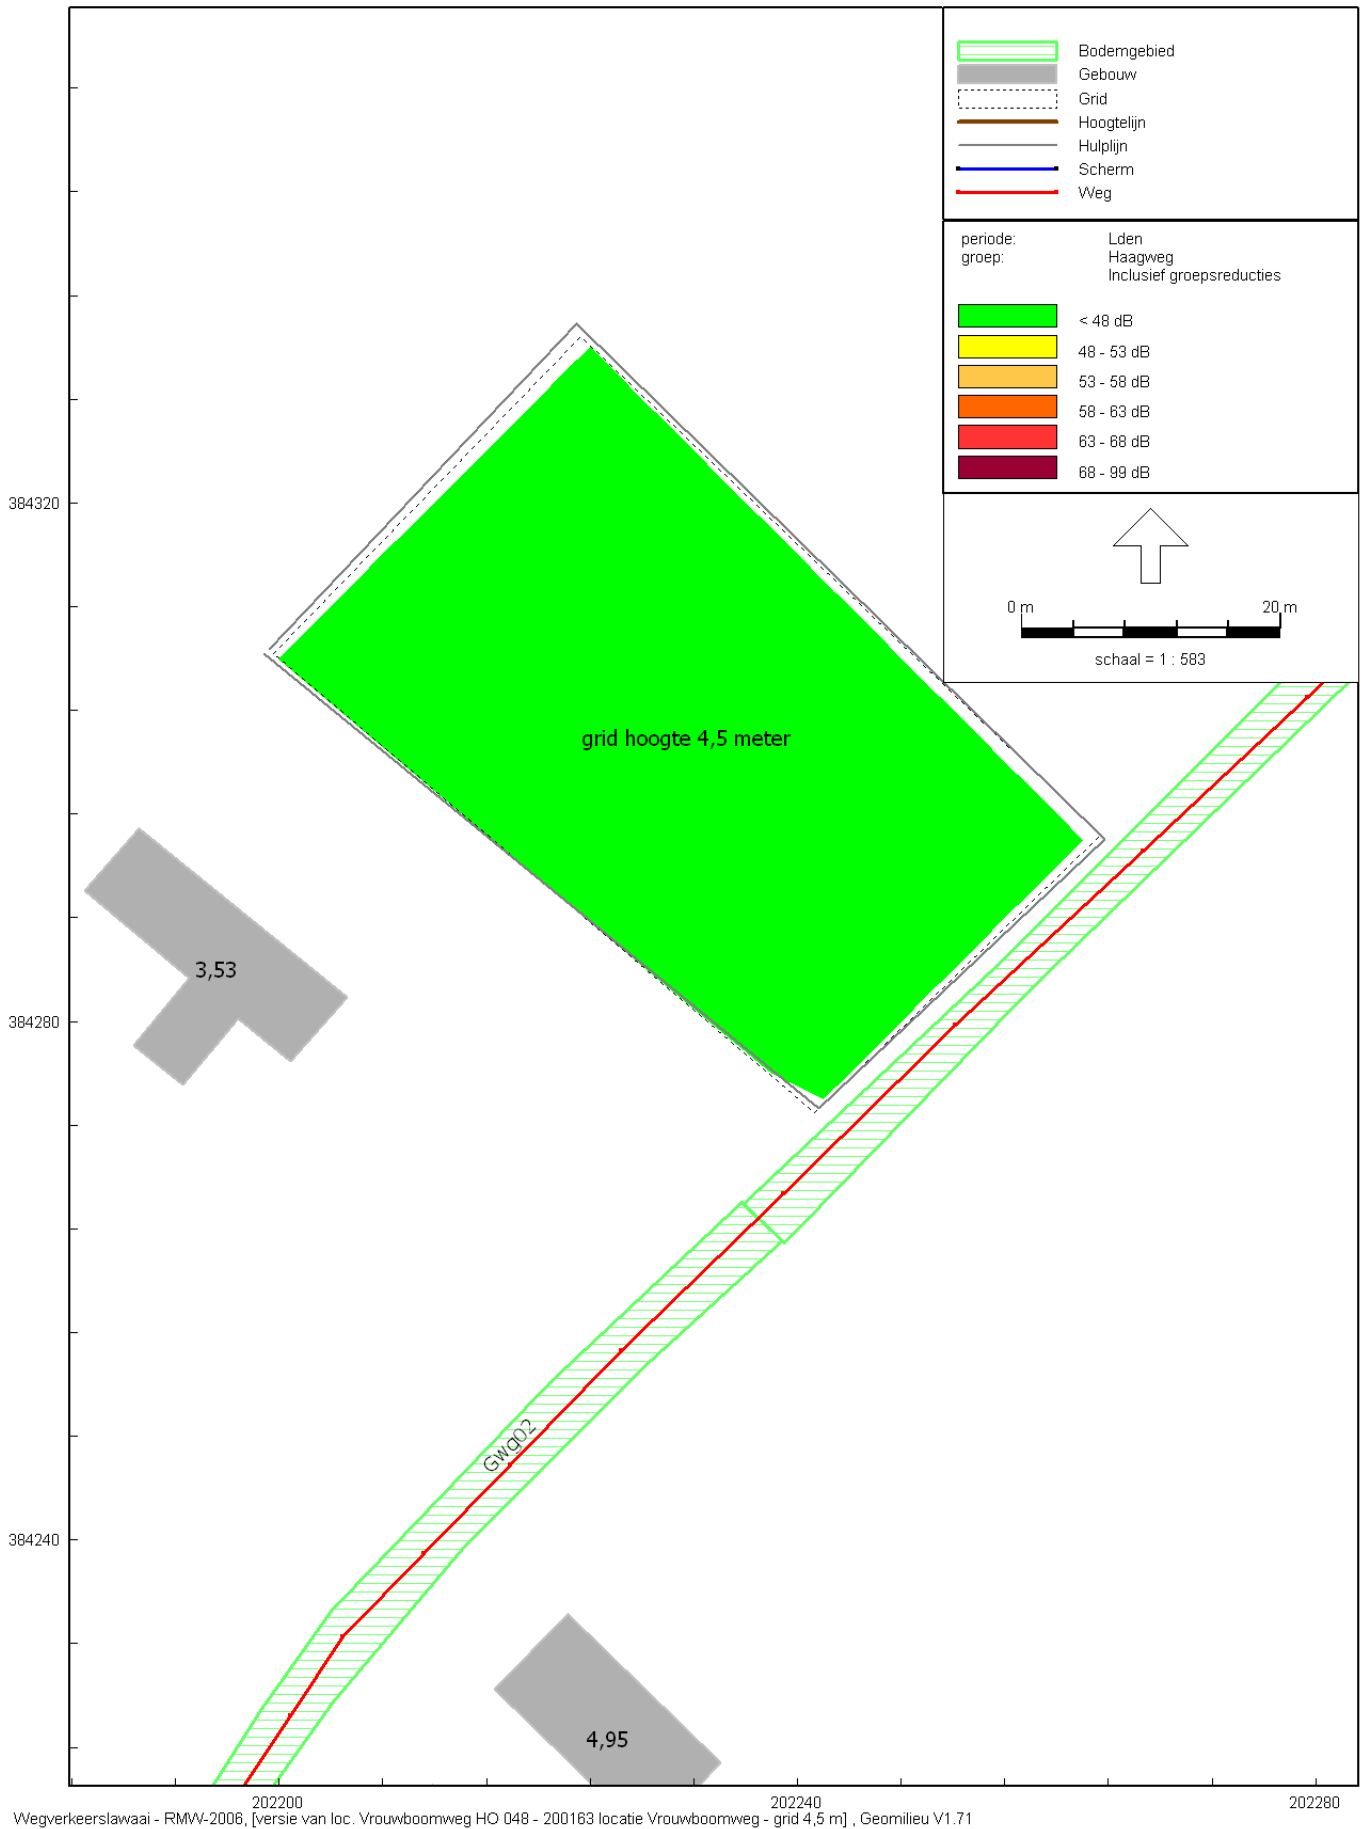 Bodemgebied
Gebouw
Grid
Hoogtelijn
Hulplijn
Scherm
Weg
periode: Lden
groep: Haagweg
Inclusief groepsreducties
< 48 dB
48 - 53 dB
53 - 58 dB
58 - 63 dB
63 - 68 dB
68 - 99 dB
0 m 20 m
schaal = 1 : 583
384320
grid hoogte 4,5 meter
3,53
384280
Gwg02
384240
4,95
202200 202240 202280
Wegverkeerslawaai - RMW-2006, [versie van loc. Vrouwboomweg HO 048 - 200163 locatie Vrouwboomweg - grid 4,5 m] , Geomilieu V1.71